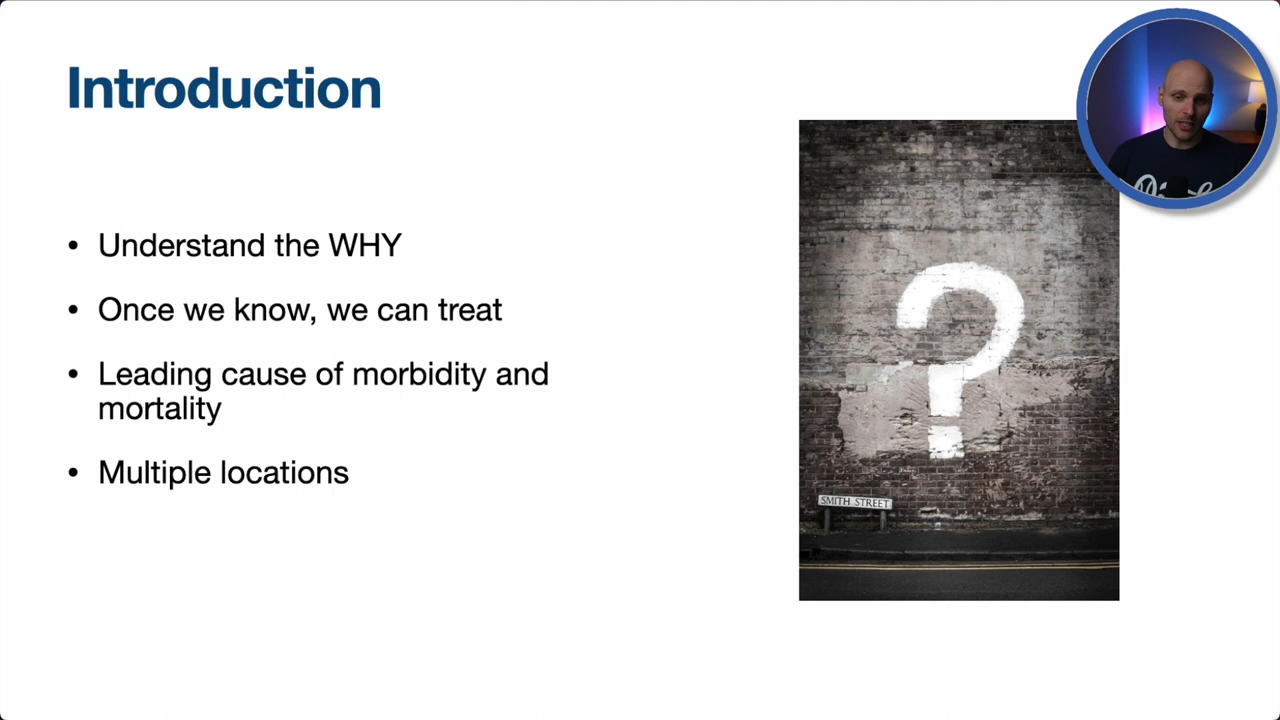 Introduction
• Understand the WHY
• Once we know, we can treat
• Leading cause of morbidity and
mortality
• Multiple locations
SMITH STREET